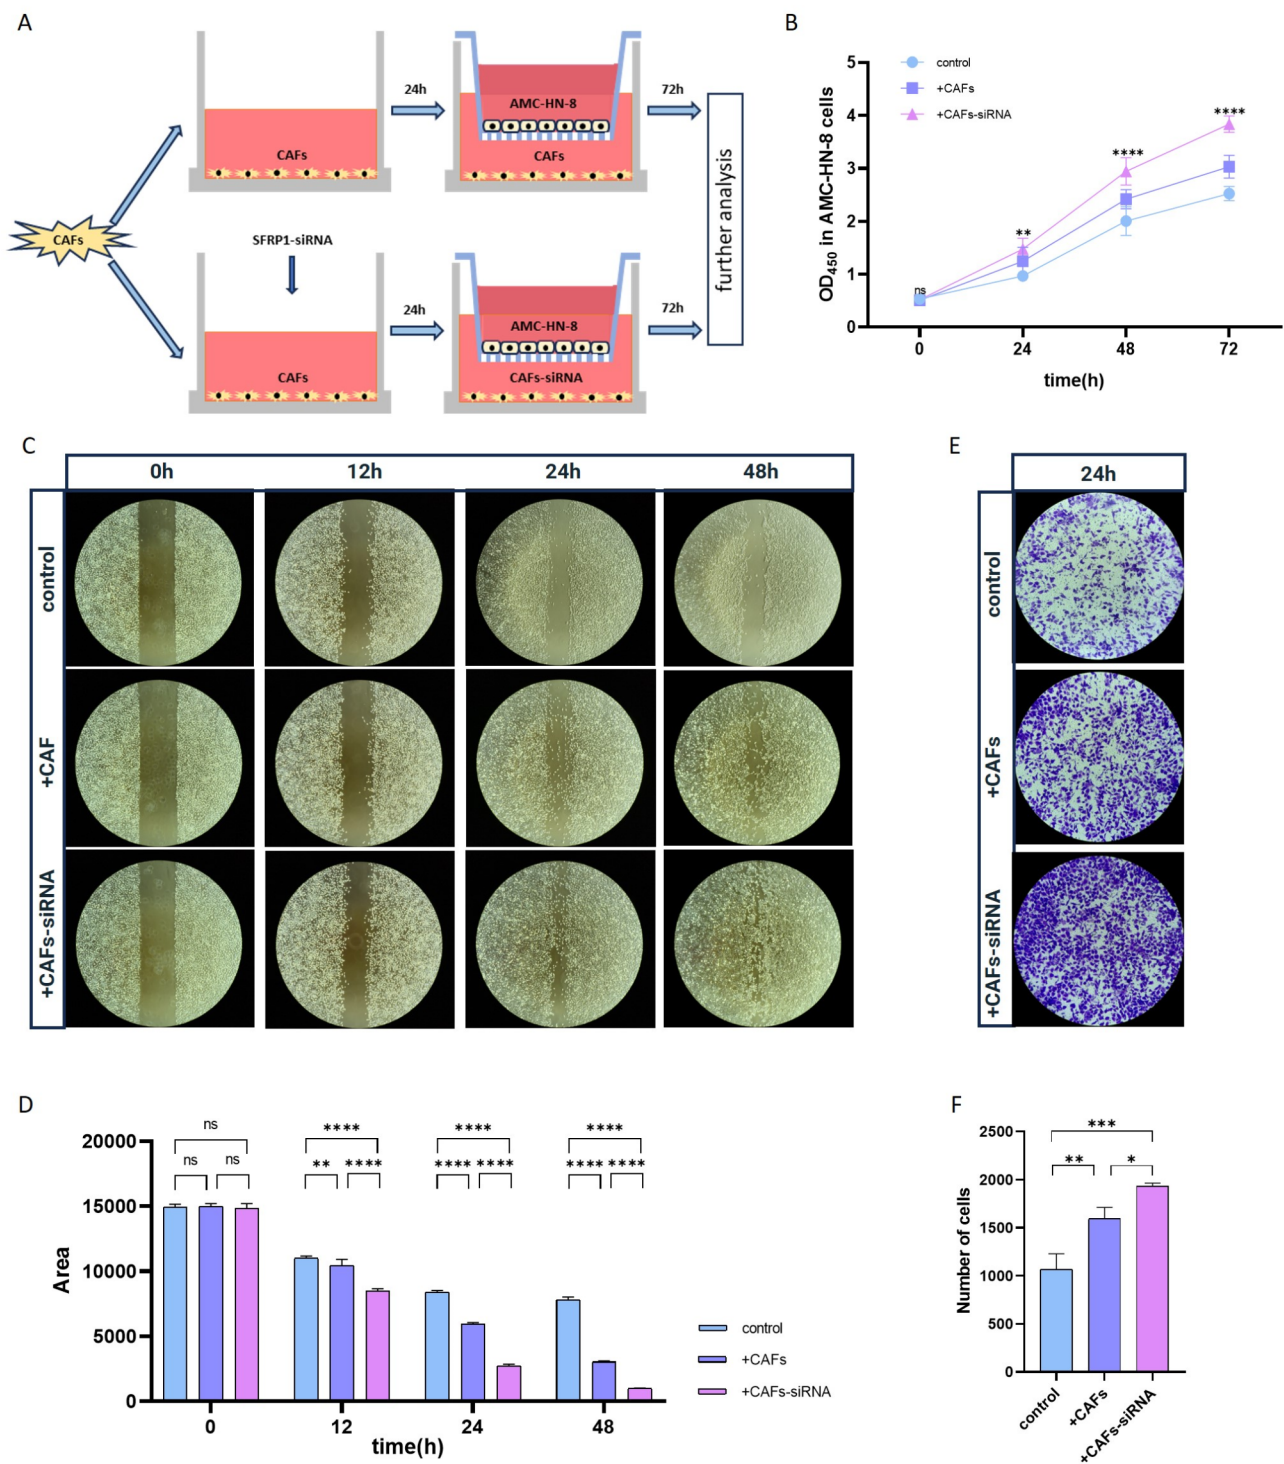 A
24h
72h
AMC-HN-8
CAFs
CAFs
CAFs
SFRP1-siRNA
24h
72h
AMC-HN-8
CAFs
CAFs-siRNA
further analysis
B
control
+CAFs
+CAFs-siRNA
OD450 in AMC-HN-8 cells
5
4
3
2
1
0
ns
**
****
****
0
24
48
72
time(h)
C
0h
12h
24h
48h
control
+CAF
+CAFs-siRNA
E
24h
control
+CAFs
+CAFs-siRNA
D
Area
20000
15000
10000
5000
0
ns
ns
ns
****
**
****
****
****
****
****
****
****
0
12
24
48
time(h)
control
+CAFs
+CAFs-siRNA
F
Number of cells
2500
2000
1500
1000
500
0
***
**
*
control
+CAFs
+CAFs-siRNA